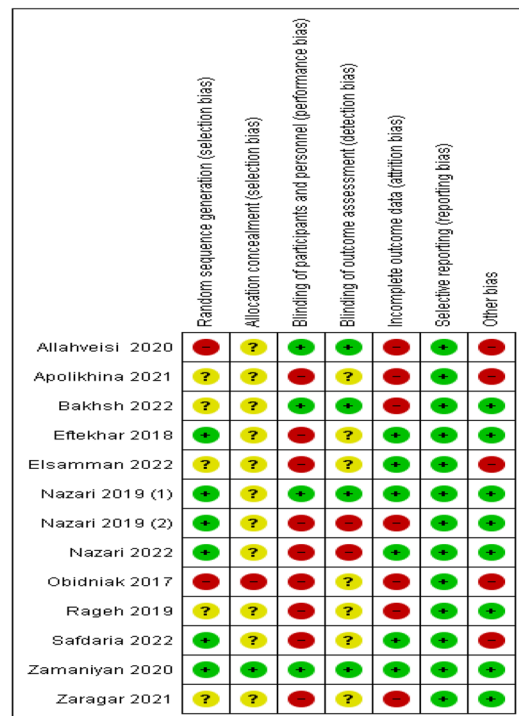 Random sequence generation (selection bias)
Allocation concealment (selection bias)
Blinding of participants and personnel (performance bias)
Blinding of outcome assessment (detection bias)
Incomplete outcome data (attrition bias)
Selective reporting (reporting bias)
Other bias
Allahveisi 2020 - ? + + - + -
Apolikhina 2021 ? ? - ? - + -
Bakhsh 2022 ? ? + + - + +
Eftekhar 2018 + ? - ? + + +
Elsamman 2022 ? ? - ? + + -
Nazari 2019 (1) + ? + + + + +
Nazari 2019 (2) + ? - - - + +
Nazari 2022 + ? - - + + +
Obidniak 2017 - - - ? - + -
Rageh 2019 ? ? - ? - + +
Safdaria 2022 + ? - ? + + -
Zamaniyan 2020 + + + + + + +
Zaragar 2021 ? ? - ? - + +